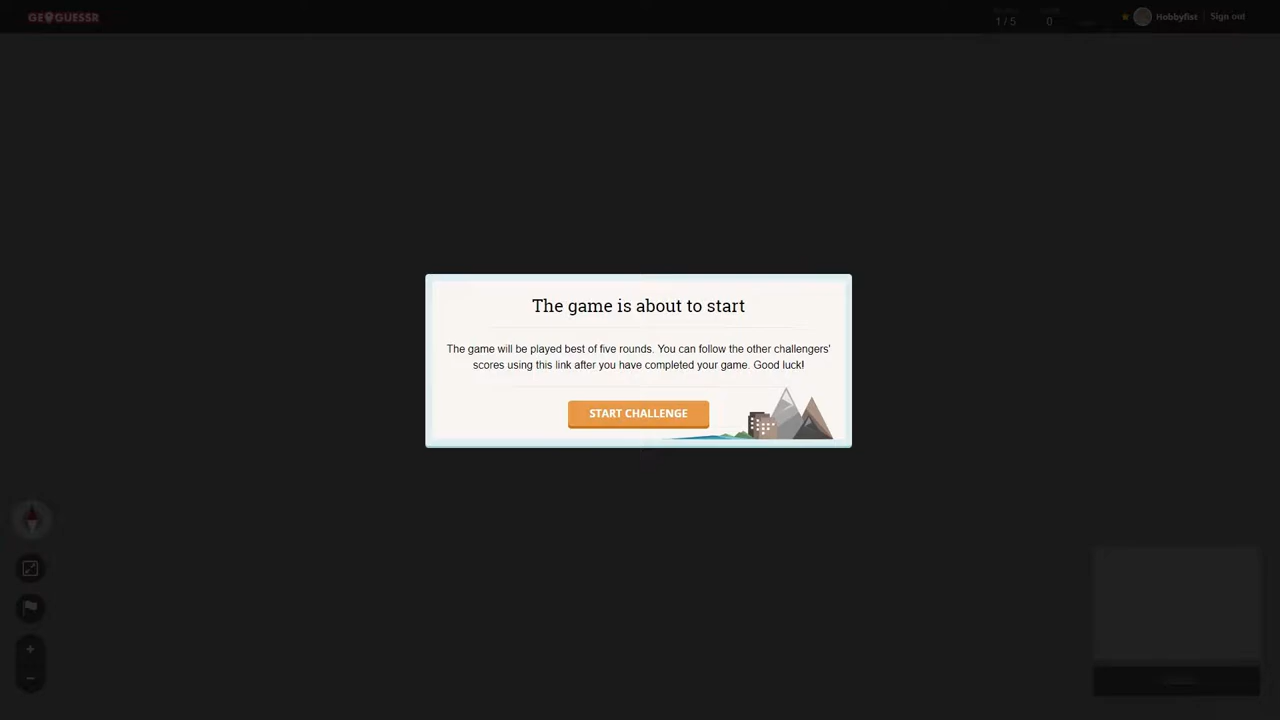 GEOGUESSR
1 / 5
0
Hobbyfist
Sign out
The game is about to start
The game will be played best of five rounds. You can follow the other challengers'
scores using this link after you have completed your game. Good luck!
START CHALLENGE